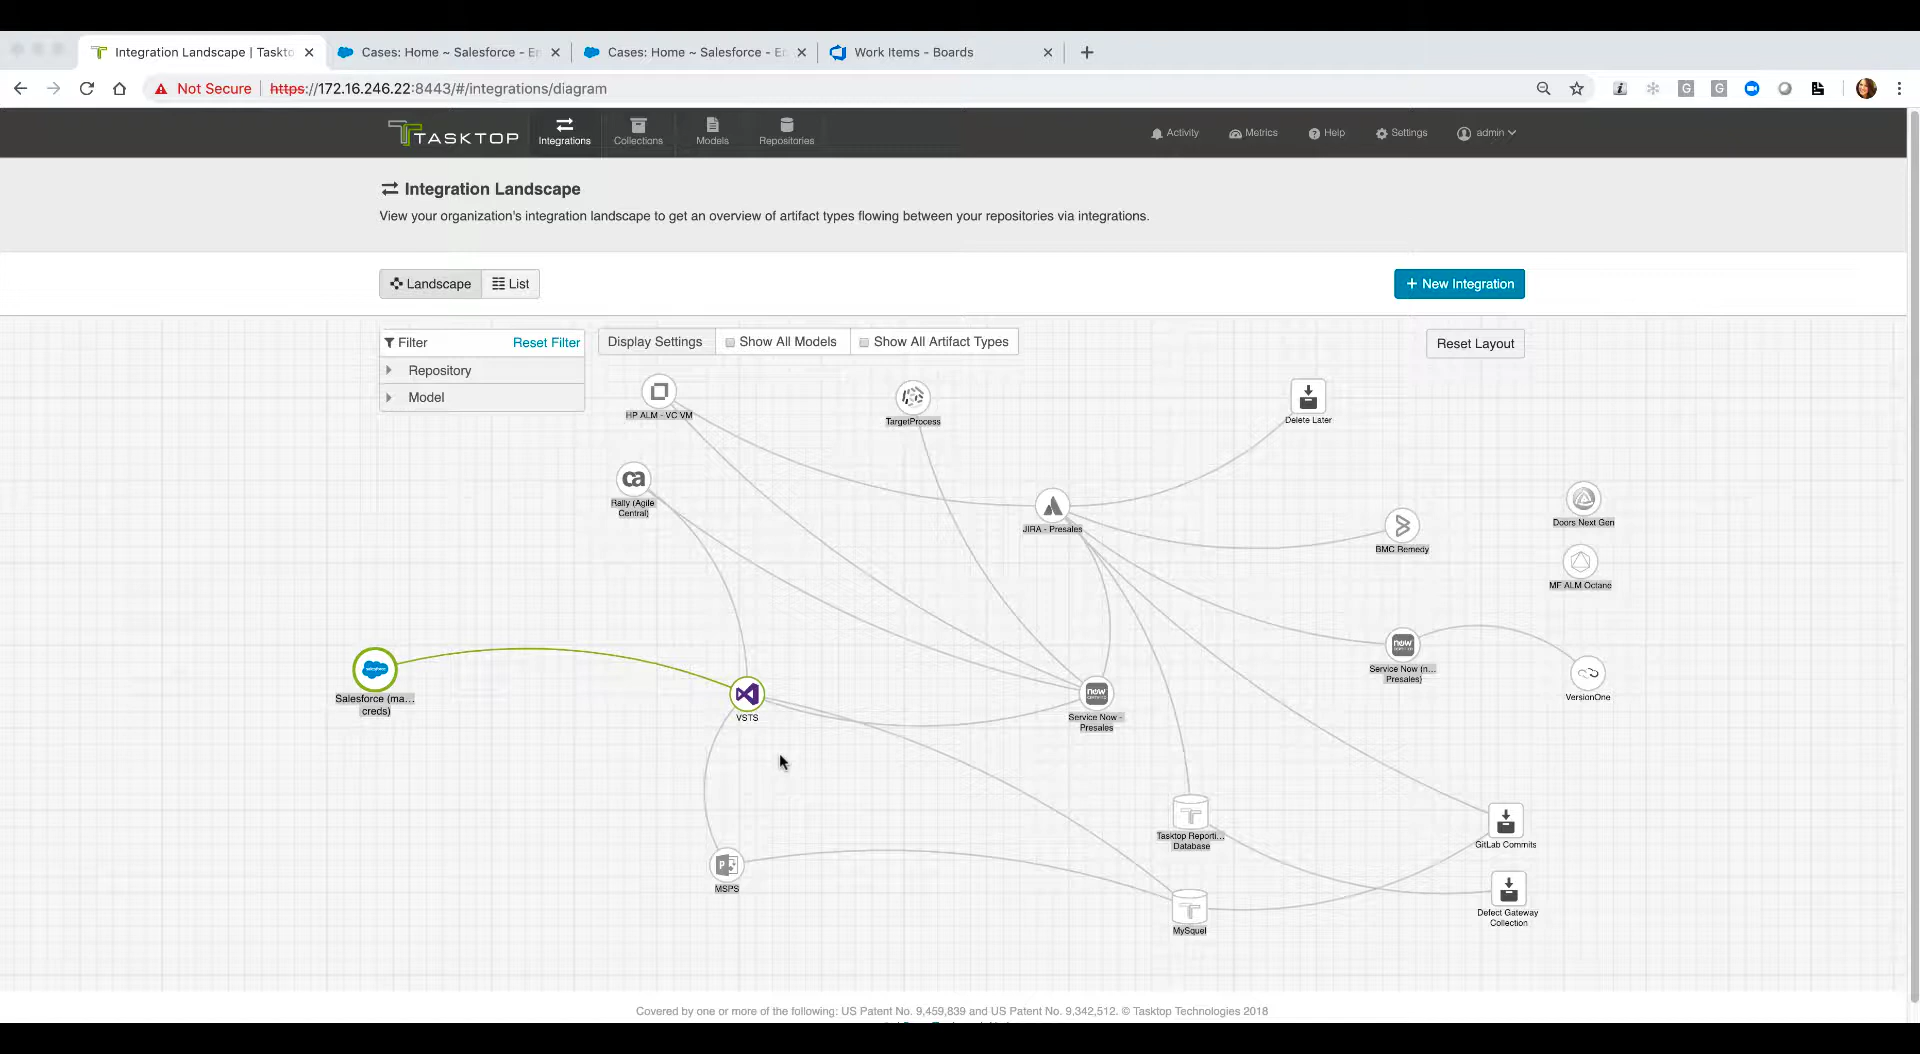 Integration Landscape | Taskto
Cases: Home ~ Salesforce - En
Cases: Home ~ Salesforce - En
Work Items - Boards
Not Secure
https://172.16.246.22:8443/#/integrations/diagram
TASKTOP
Integrations
Collections
Models
Repositories
Activity
Metrics
Help
Settings
admin
Integration Landscape
View your organization's integration landscape to get an overview of artifact types flowing between your repositories via integrations.
Landscape
List
+ New Integration
Filter
Reset Filter
Repository
Model
Display Settings
Show All Models
Show All Artifact Types
Reset Layout
HP ALM - VC VM
TargetProcess
Delete Later
ca
Rally (Agile
Central)
JIRA - Presales
BMC Remedy
Doors Next Gen
MF ALM Octane
salesforce
Salesforce (ma...
creds)
VSTS
now
Service Now -
Presales
now
Service Now (n...
Presales)
VersionOne
Tasktop Reporti...
Database
GitLab Commits
P
MSPS
MySquel
Defect Gateway
Collection
Covered by one or more of the following: US Patent No. 9,459,839 and US Patent No. 9,342,512. © Tasktop Technologies 2018